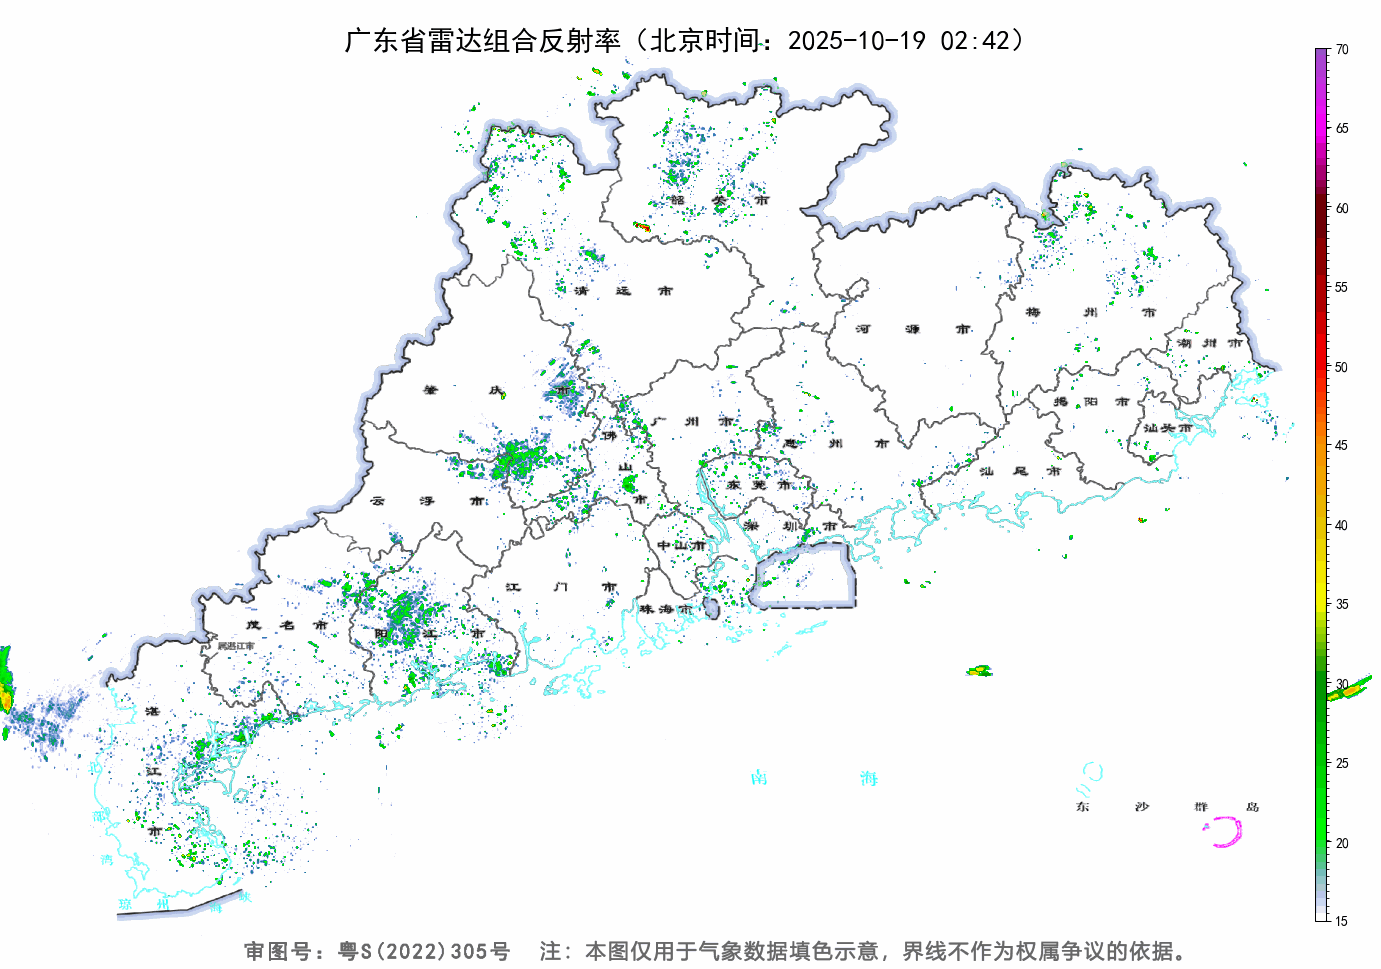 广东省雷达组合反射率（北京时间：2025-10-19 02:42）
70
65
60
55
50
45
40
35
30
25
20
15
韶关市
清远市
河源市
梅州市
潮州市
肇庆市
广州市
佛山市
惠州市
揭阳市
汕头市
汕尾市
东莞市
云浮市
深圳市
中山市
江门市
珠海市
茂名市
阳江市
属湛江市
湛江市
南海
东沙群岛
北部湾
琼州海峡
审图号：粤S(2022)305号 注：本图仅用于气象数据填色示意，界线不作为权属争议的依据。